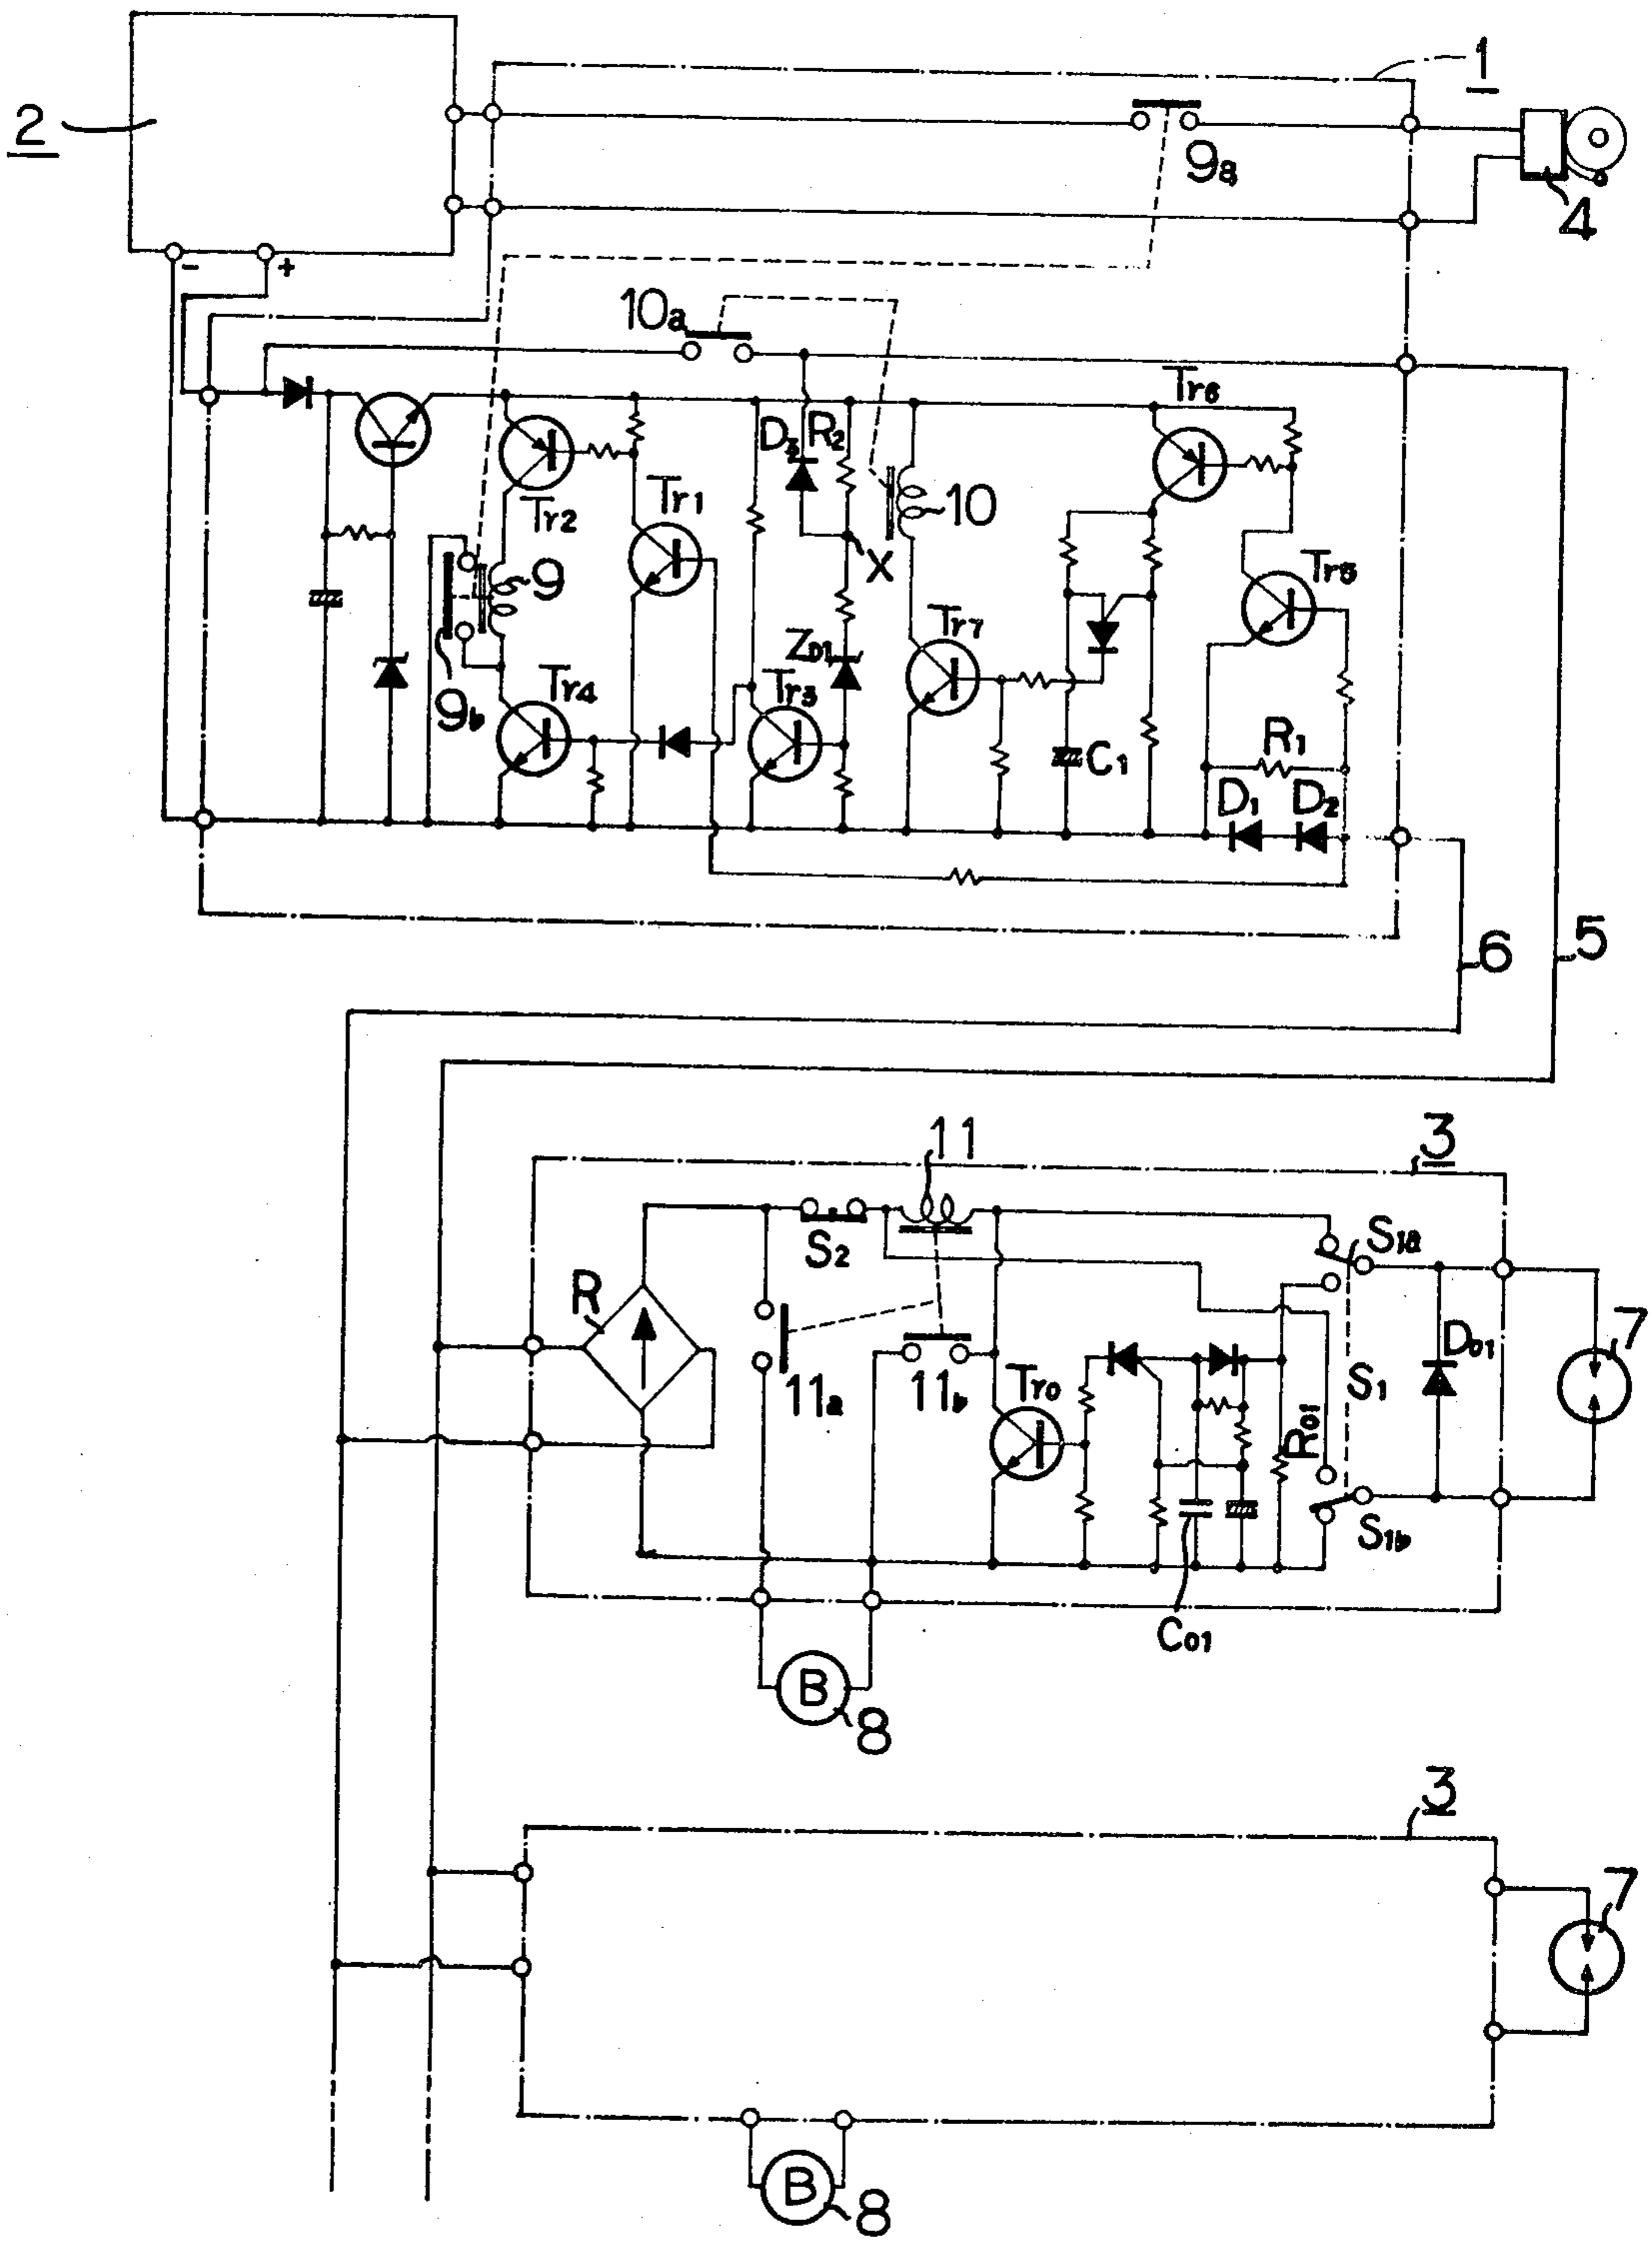 1
2
9a
4
- +
10a
Tr6
D3 R2
Tr2 Tr1
10
9
X
Tr5
ZD1
Tr7
9b
Tr4 Tr3
C1
R1
D1 D2
6 5
11
3
S2
S1a
R
11a
11b
Tr0
R01
S1
D01
7
S1b
C01
B
8
3
7
B
8